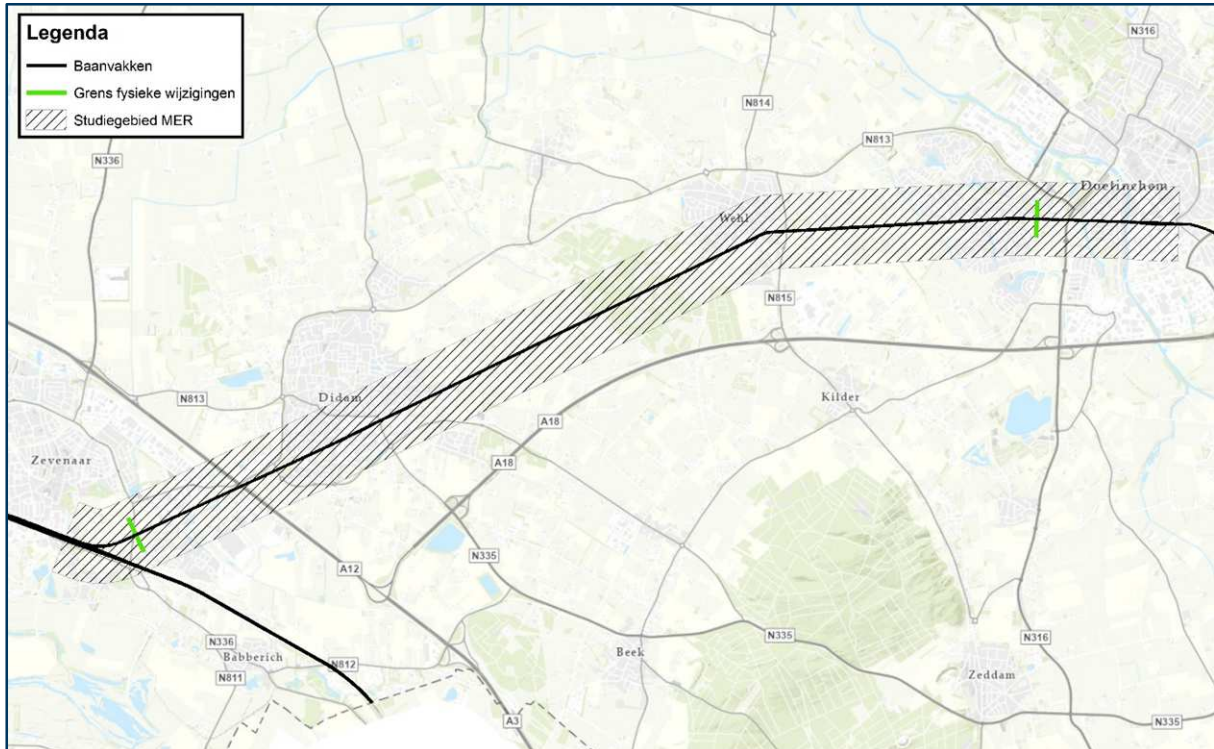 Legenda
Baanvakken
Grens fysieke wijzigingen
Studiegebied MER
N316
N336
N814
N813
Doetinchem
Wehl
N815
N813
Didam
Kilder
A18
Zevenaar
A18
A12
N335
N336
Babberich
N812
N811
Beek
N335
N316
Zeddam
A3
N335